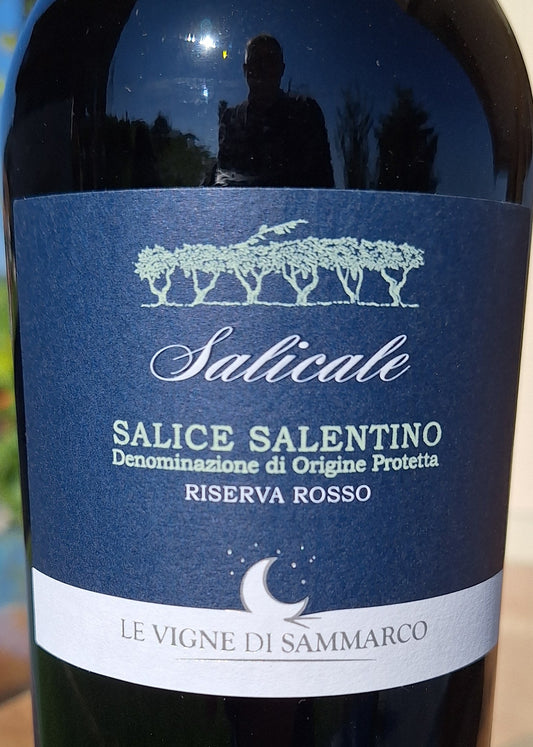 Salicale
SALICE SALENTINO
Denominazione di Origine Protetta
RISERVA ROSSO
LE VIGNE DI SAMMARCO